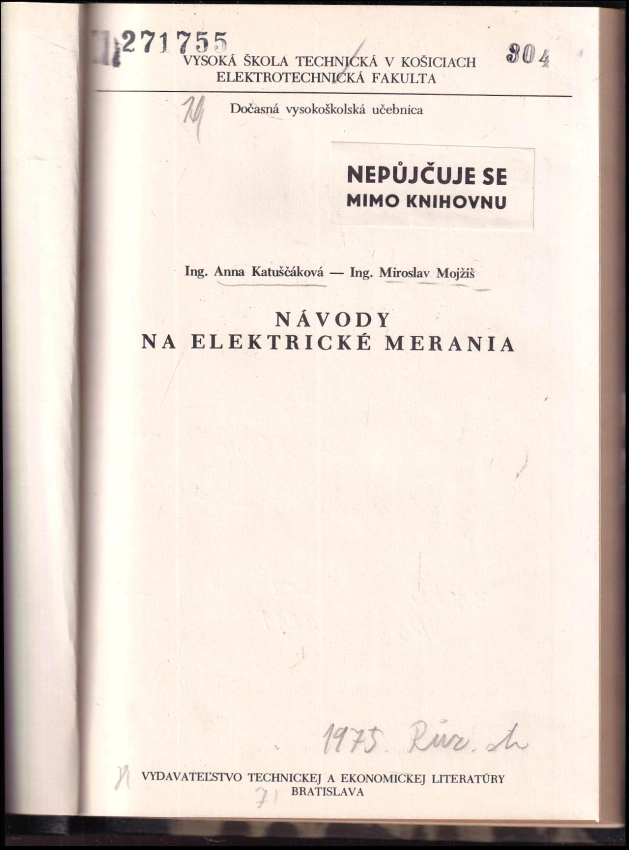 271755
304
VYSOKÁ ŠKOLA TECHNICKÁ V KOŠICIACH
ELEKTROTECHNICKÁ FAKULTA
Dočasná vysokoškolská učebnica
NEPŮJČUJE SE
MIMO KNIHOVNU
Ing. Anna Katuščáková — Ing. Miroslav Mojžiš
NÁVODY
NA ELEKTRICKÉ MERANIA
1975.
VYDAVATEĽSTVO TECHNICKEJ A EKONOMICKEJ LITERATÚRY
BRATISLAVA